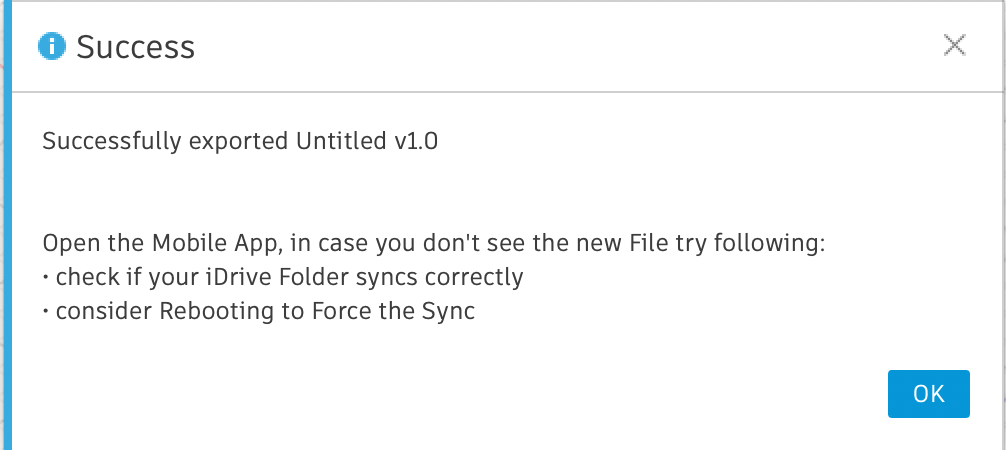 Success
Successfully exported Untitled v1.0
Open the Mobile App, in case you don't see the new File try following:
• check if your iDrive Folder syncs correctly
• consider Rebooting to Force the Sync
OK